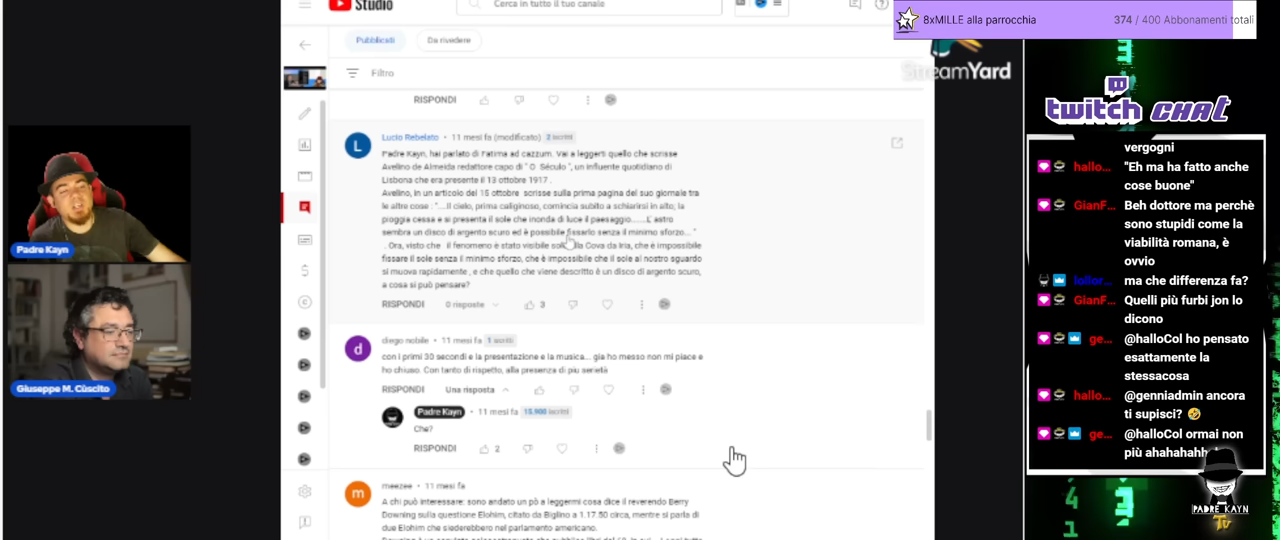 Studio
Cerca in tutto il tuo canale
8xMILLE alla parrocchia
374 / 400 Abbonamenti totali
Pubblicati
Da rivedere
StreamYard
Filtro
RISPONDI
L
Lucio Rebelato • 11 mesi fa (modificato) 2 iscritti
Padre Kayn, hai parlato di Fatima ad cazzum. Vai a leggerti quello che scrisse
Avelino de Almeida redattore capo di " O Século ", un influente quotidiano di
Lisbona che era presente il 13 ottobre 1917 .
Avelino, in un articolo del 15 ottobre scrisse sulla prima pagina del suo giornale tra
le altre cose : "....Il cielo, prima caliginoso, comincia subito a schiarirsi in alto; la
pioggia cessa e si presenta il sole che inonda di luce il paesaggio......L' astro
sembra un disco di argento scuro ed è possibile fissarlo senza il minimo sforzo... "
. Ora, visto che il fenomeno è stato visibile Cova da Iria, che è impossibile
fissare il sole senza il minimo sforzo, che è impossibile che il sole al nostro sguardo
si muova rapidamente , e che quello che viene descritto è un disco di argento scuro,
a cosa si può pensare?
RISPONDI 0 risposte 3
d
diego nobile • 11 mesi fa 1 iscritti
con i primi 30 secondi e la presentazione e la musica... gia ho messo non mi piace e
ho chiuso. Con tanto di rispetto, alla presenza di piu serietà
RISPONDI Una risposta
Padre Kayn • 11 mesi fa 15.900 iscritti
Che?
RISPONDI 2
m
meezee • 11 mesi fa
A chi può interessare: sono andato un pò a leggermi cosa dice il reverendo Berry
Downing sulla questione Elohim, citato da Biglino a 1.17.50 circa, mentre si parla di
due Elohim che siederebbero nel parlamento americano.
Padre Kayn
Giuseppe M. Cùscito
twitch CHAT
vergogni
hallo... "Eh ma ha fatto anche
cose buone"
GianF... Beh dottore ma perchè
sono stupidi come la
viabilità romana, è
ovvio
lollor... ma che differenza fa?
GianF... Quelli più furbi jon lo
dicono
ge... @halloCol ho pensato
esattamente la
stessacosa
hallo... @genniadmin ancora
ti supisci? 🤣
ge... @halloCol ormai non
più ahahahahh
PADRE KAYN
TV